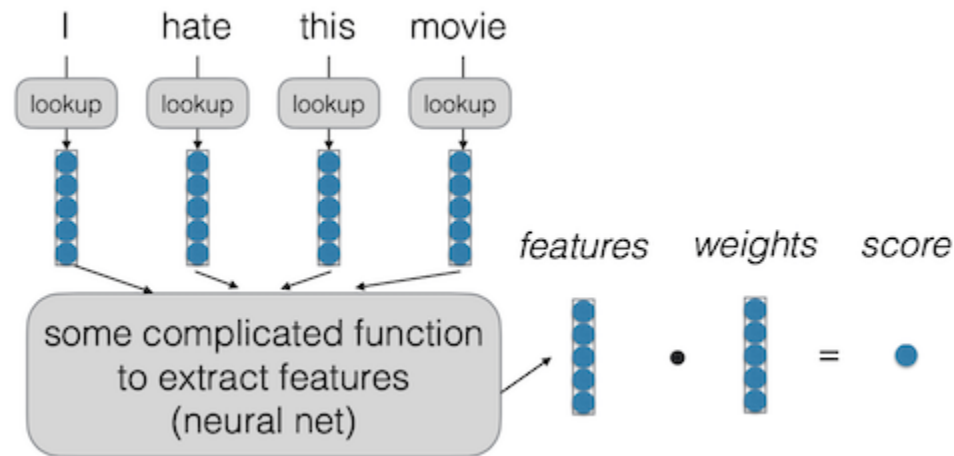 I hate this movie
lookup lookup lookup lookup
features weights score
some complicated function
to extract features
(neural net)
=